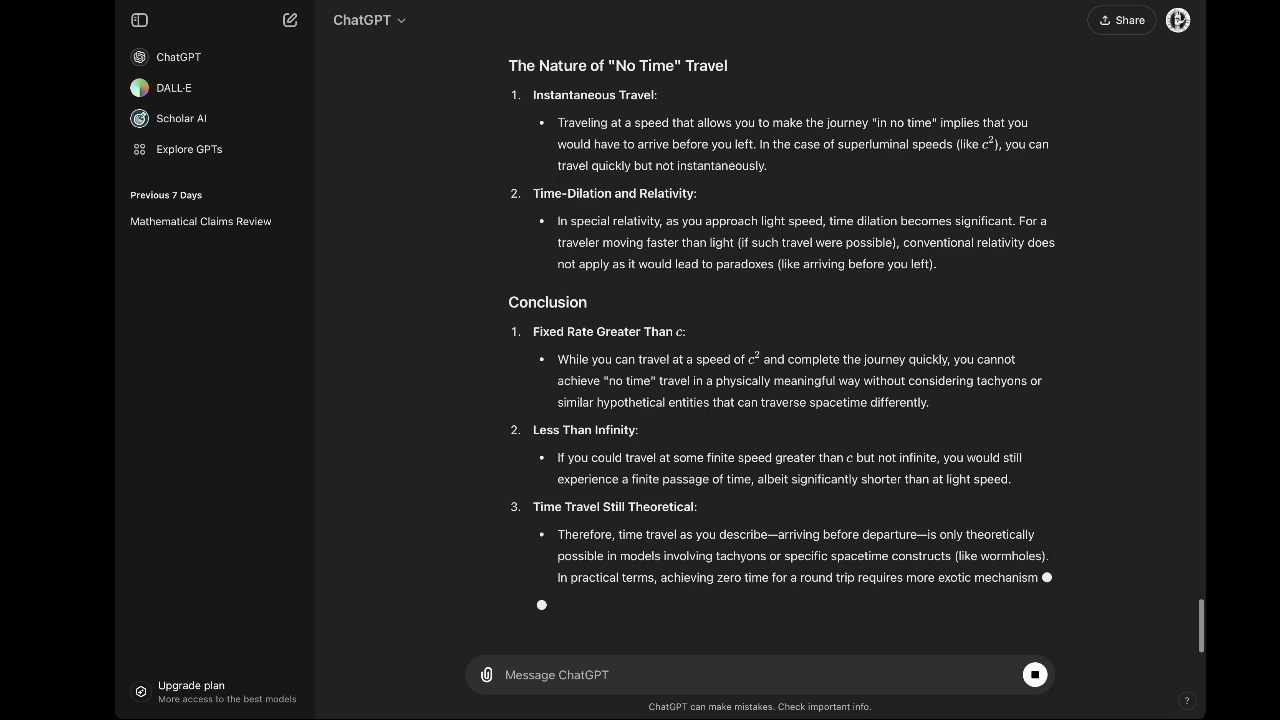 ChatGPT
Share
ChatGPT
DALL·E
Scholar AI
Explore GPTs
Previous 7 Days
Mathematical Claims Review
The Nature of "No Time" Travel
1. Instantaneous Travel:
• Traveling at a speed that allows you to make the journey "in no time" implies that you
would have to arrive before you left. In the case of superluminal speeds (like c²), you can
travel quickly but not instantaneously.
2. Time-Dilation and Relativity:
• In special relativity, as you approach light speed, time dilation becomes significant. For a
traveler moving faster than light (if such travel were possible), conventional relativity does
not apply as it would lead to paradoxes (like arriving before you left).
Conclusion
1. Fixed Rate Greater Than c:
• While you can travel at a speed of c² and complete the journey quickly, you cannot
achieve "no time" travel in a physically meaningful way without considering tachyons or
similar hypothetical entities that can traverse spacetime differently.
2. Less Than Infinity:
• If you could travel at some finite speed greater than c but not infinite, you would still
experience a finite passage of time, albeit significantly shorter than at light speed.
3. Time Travel Still Theoretical:
• Therefore, time travel as you describe—arriving before departure—is only theoretically
possible in models involving tachyons or specific spacetime constructs (like wormholes).
In practical terms, achieving zero time for a round trip requires more exotic mechanism
Upgrade plan
More access to the best models
Message ChatGPT
ChatGPT can make mistakes. Check important info.
?